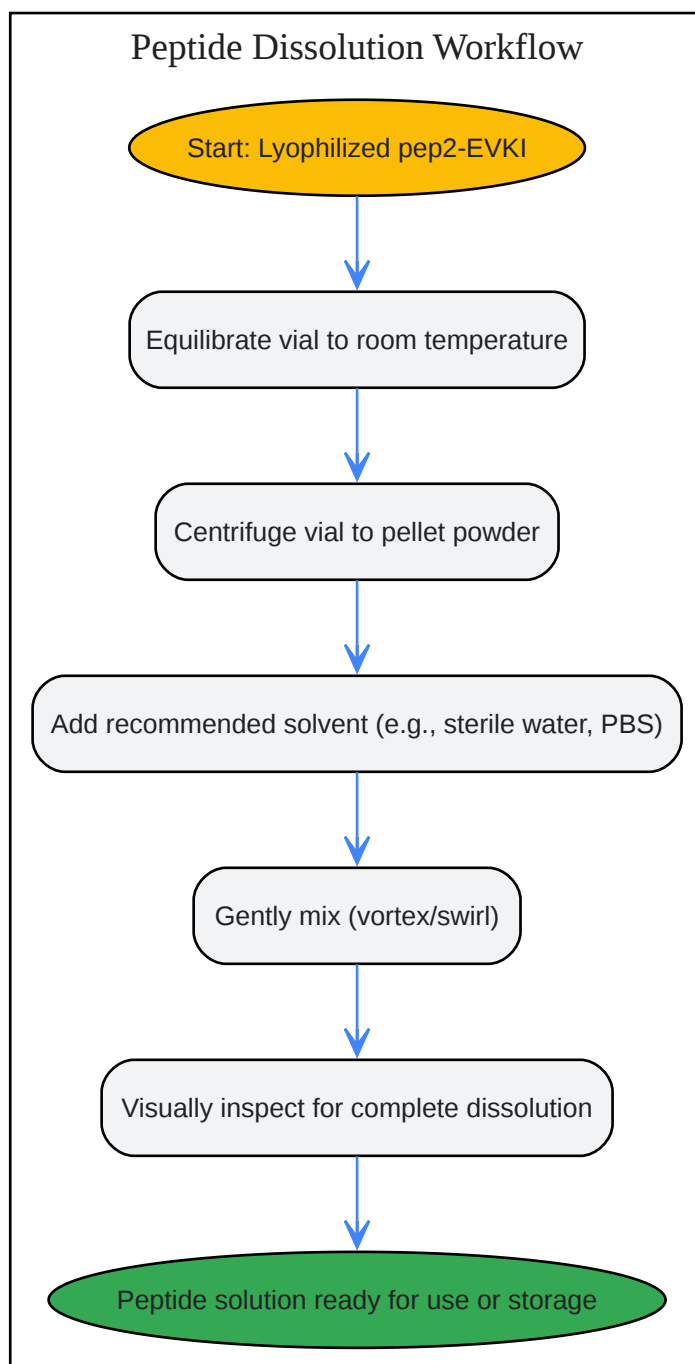 Peptide Dissolution Workflow
Start: Lyophilized pep2-EVKI
Equilibrate vial to room temperature
Centrifuge vial to pellet powder
Add recommended solvent (e.g., sterile water, PBS)
Gently mix (vortex/swirl)
Visually inspect for complete dissolution
Peptide solution ready for use or storage